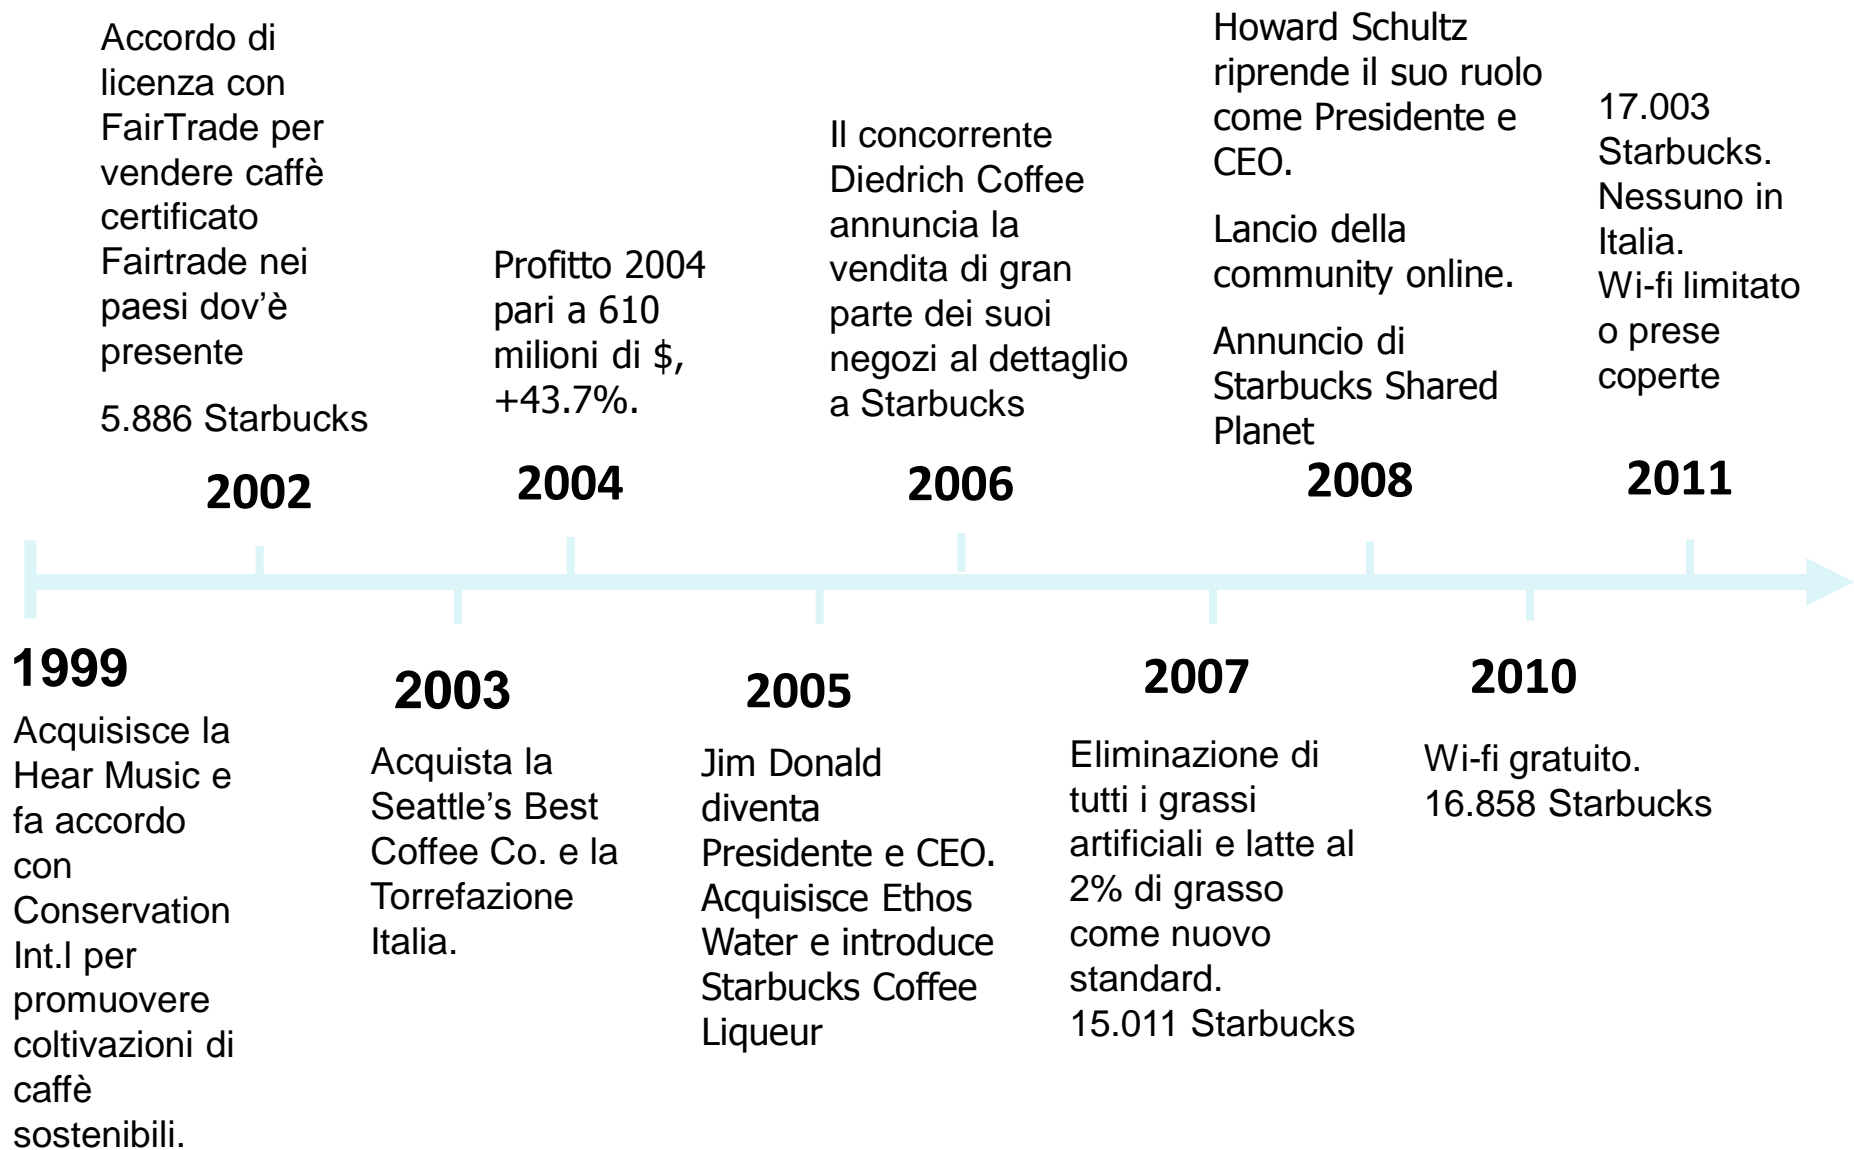 Accordo di
licenza con
FairTrade per
vendere caffè
certificato
Fairtrade nei
paesi dov’è
presente
5.886 Starbucks
2002
Profitto 2004
pari a 610
milioni di $,
+43.7%.
2004
Il concorrente
Diedrich Coffee
annuncia la
vendita di gran
parte dei suoi
negozi al dettaglio
a Starbucks
2006
Howard Schultz
riprende il suo ruolo
come Presidente e
CEO.
Lancio della
community online.
Annuncio di
Starbucks Shared
Planet
2008
17.003
Starbucks.
Nessuno in
Italia.
Wi-fi limitato
o prese
coperte
2011
1999
Acquisisce la
Hear Music e
fa accordo
con
Conservation
Int.l per
promuovere
coltivazioni di
caffè
sostenibili.
2003
Acquista la
Seattle’s Best
Coffee Co. e la
Torrefazione
Italia.
2005
Jim Donald
diventa
Presidente e CEO.
Acquisisce Ethos
Water e introduce
Starbucks Coffee
Liqueur
2007
Eliminazione di
tutti i grassi
artificiali e latte al
2% di grasso
come nuovo
standard.
15.011 Starbucks
2010
Wi-fi gratuito.
16.858 Starbucks